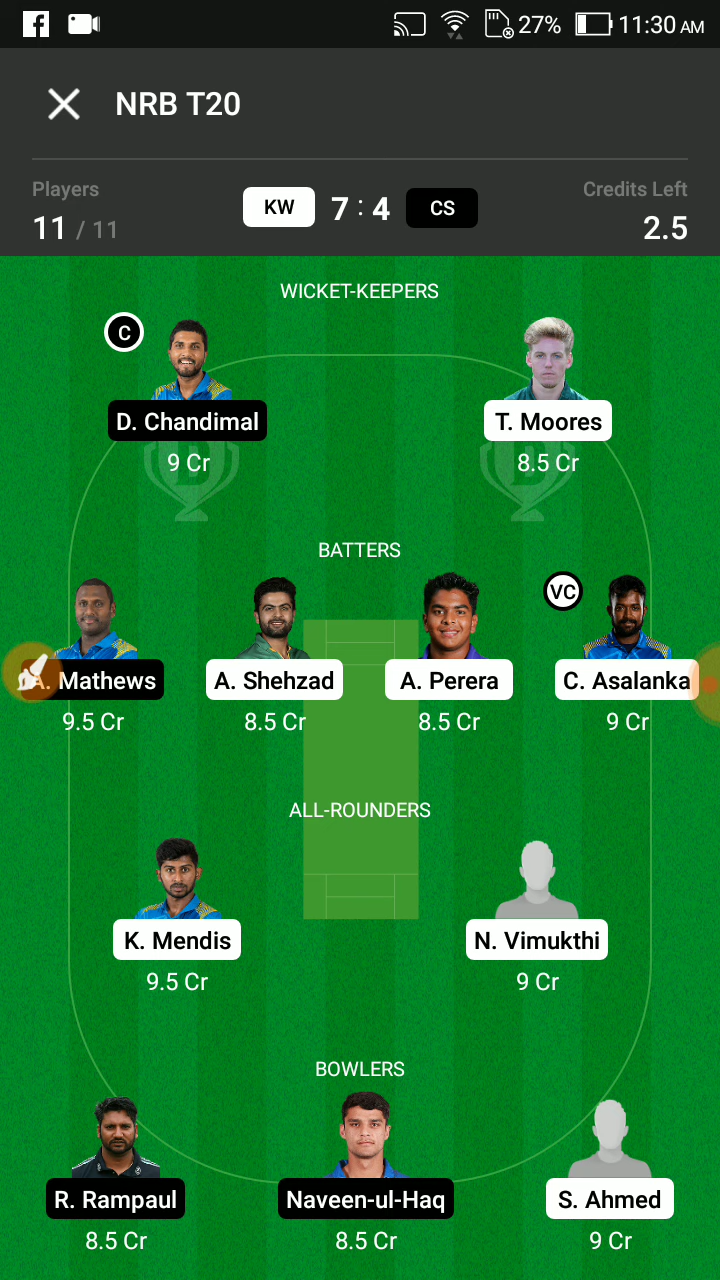 27% 11:30 AM
NRB T20
Players Credits Left
KW 7 : 4 CS
11 / 11 2.5
WICKET-KEEPERS
C
D. Chandimal T. Moores
9 Cr 8.5 Cr
BATTERS
VC
A. Mathews A. Shehzad A. Perera C. Asalanka
9.5 Cr 8.5 Cr 8.5 Cr 9 Cr
ALL-ROUNDERS
K. Mendis N. Vimukthi
9.5 Cr 9 Cr
BOWLERS
R. Rampaul Naveen-ul-Haq S. Ahmed
8.5 Cr 8.5 Cr 9 Cr